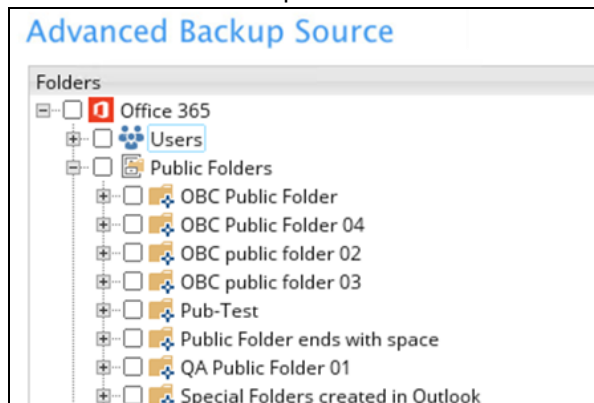 Advanced Backup Source
Folders
Office 365
Users
Public Folders
OBC Public Folder
OBC Public Folder 04
OBC public folder 02
OBC public folder 03
Pub-Test
Public Folder ends with space
QA Public Folder 01
Special Folders created in Outlook